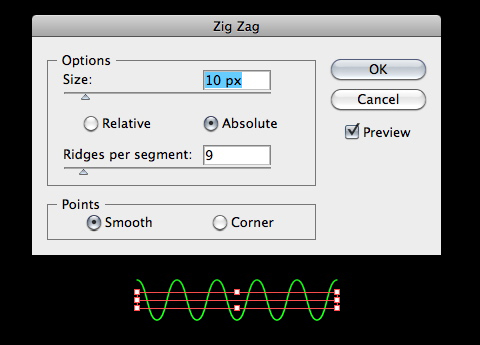 Zig Zag
Options
Size: 10 px
Relative Absolute
Ridges per segment: 9
Points
Smooth Corner
OK
Cancel
Preview